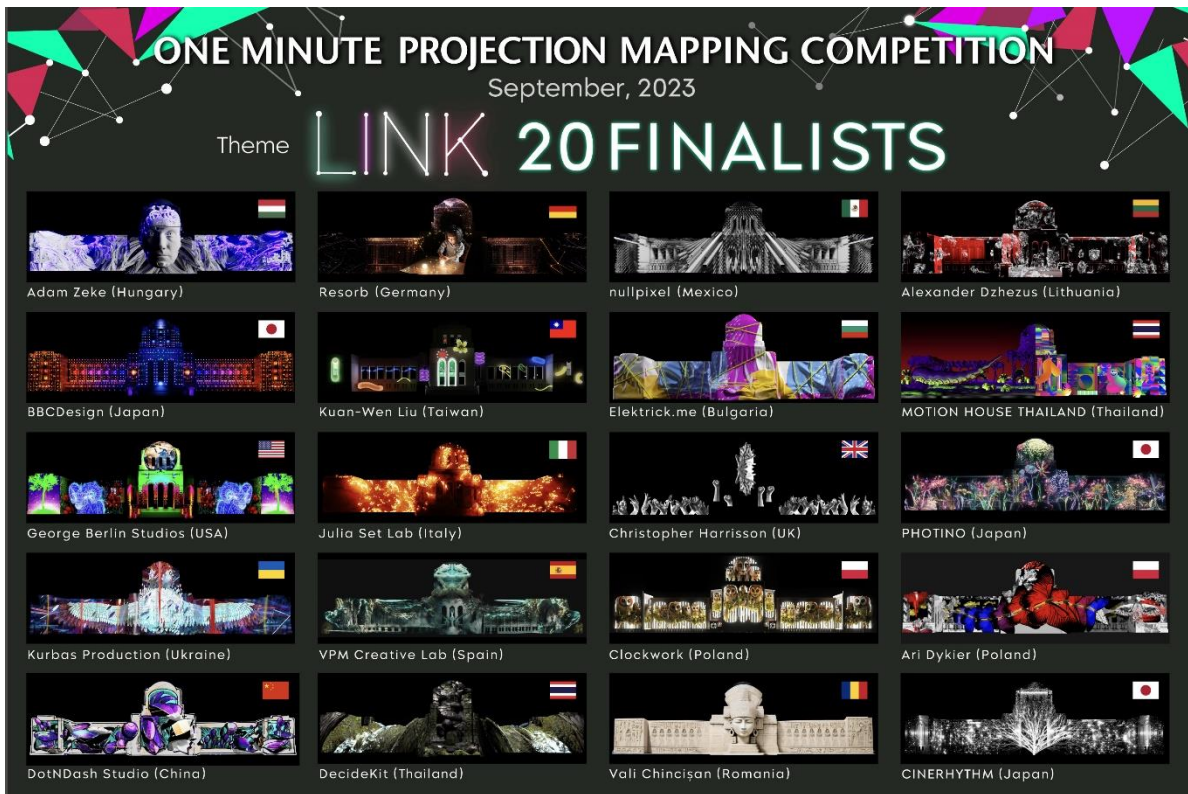 ONE MINUTE PROJECTION MAPPING COMPETITION
September, 2023
Theme LINK 20 FINALISTS
Adam Zeke (Hungary)
Resorb (Germany)
nullpixel (Mexico)
Alexander Dzhezus (Lithuania)
BBCDesign (Japan)
Kuan-Wen Liu (Taiwan)
Elektrick.me (Bulgaria)
MOTION HOUSE THAILAND (Thailand)
George Berlin Studios (USA)
Julia Set Lab (Italy)
Christopher Harrisson (UK)
PHOTINO (Japan)
Kurbas Production (Ukraine)
VPM Creative Lab (Spain)
Clockwork (Poland)
Ari Dykier (Poland)
DotNDash Studio (China)
DecideKit (Thailand)
Vali Chincișan (Romania)
CINERHYTHM (Japan)